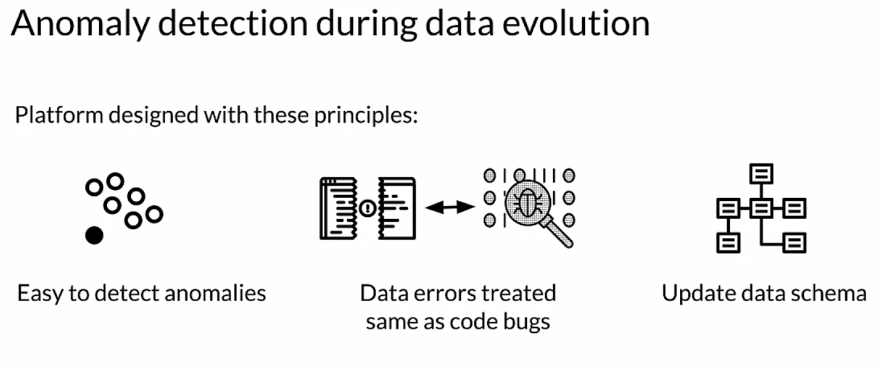 Anomaly detection during data evolution
Platform designed with these principles:
Easy to detect anomalies
Data errors treated
same as code bugs
Update data schema